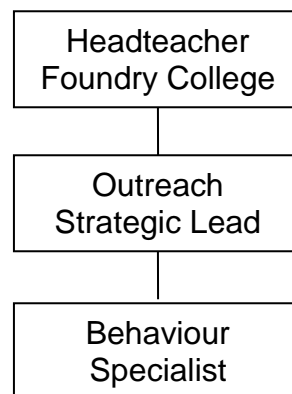 Headteacher
Foundry College
Outreach
Strategic Lead
Behaviour
Specialist